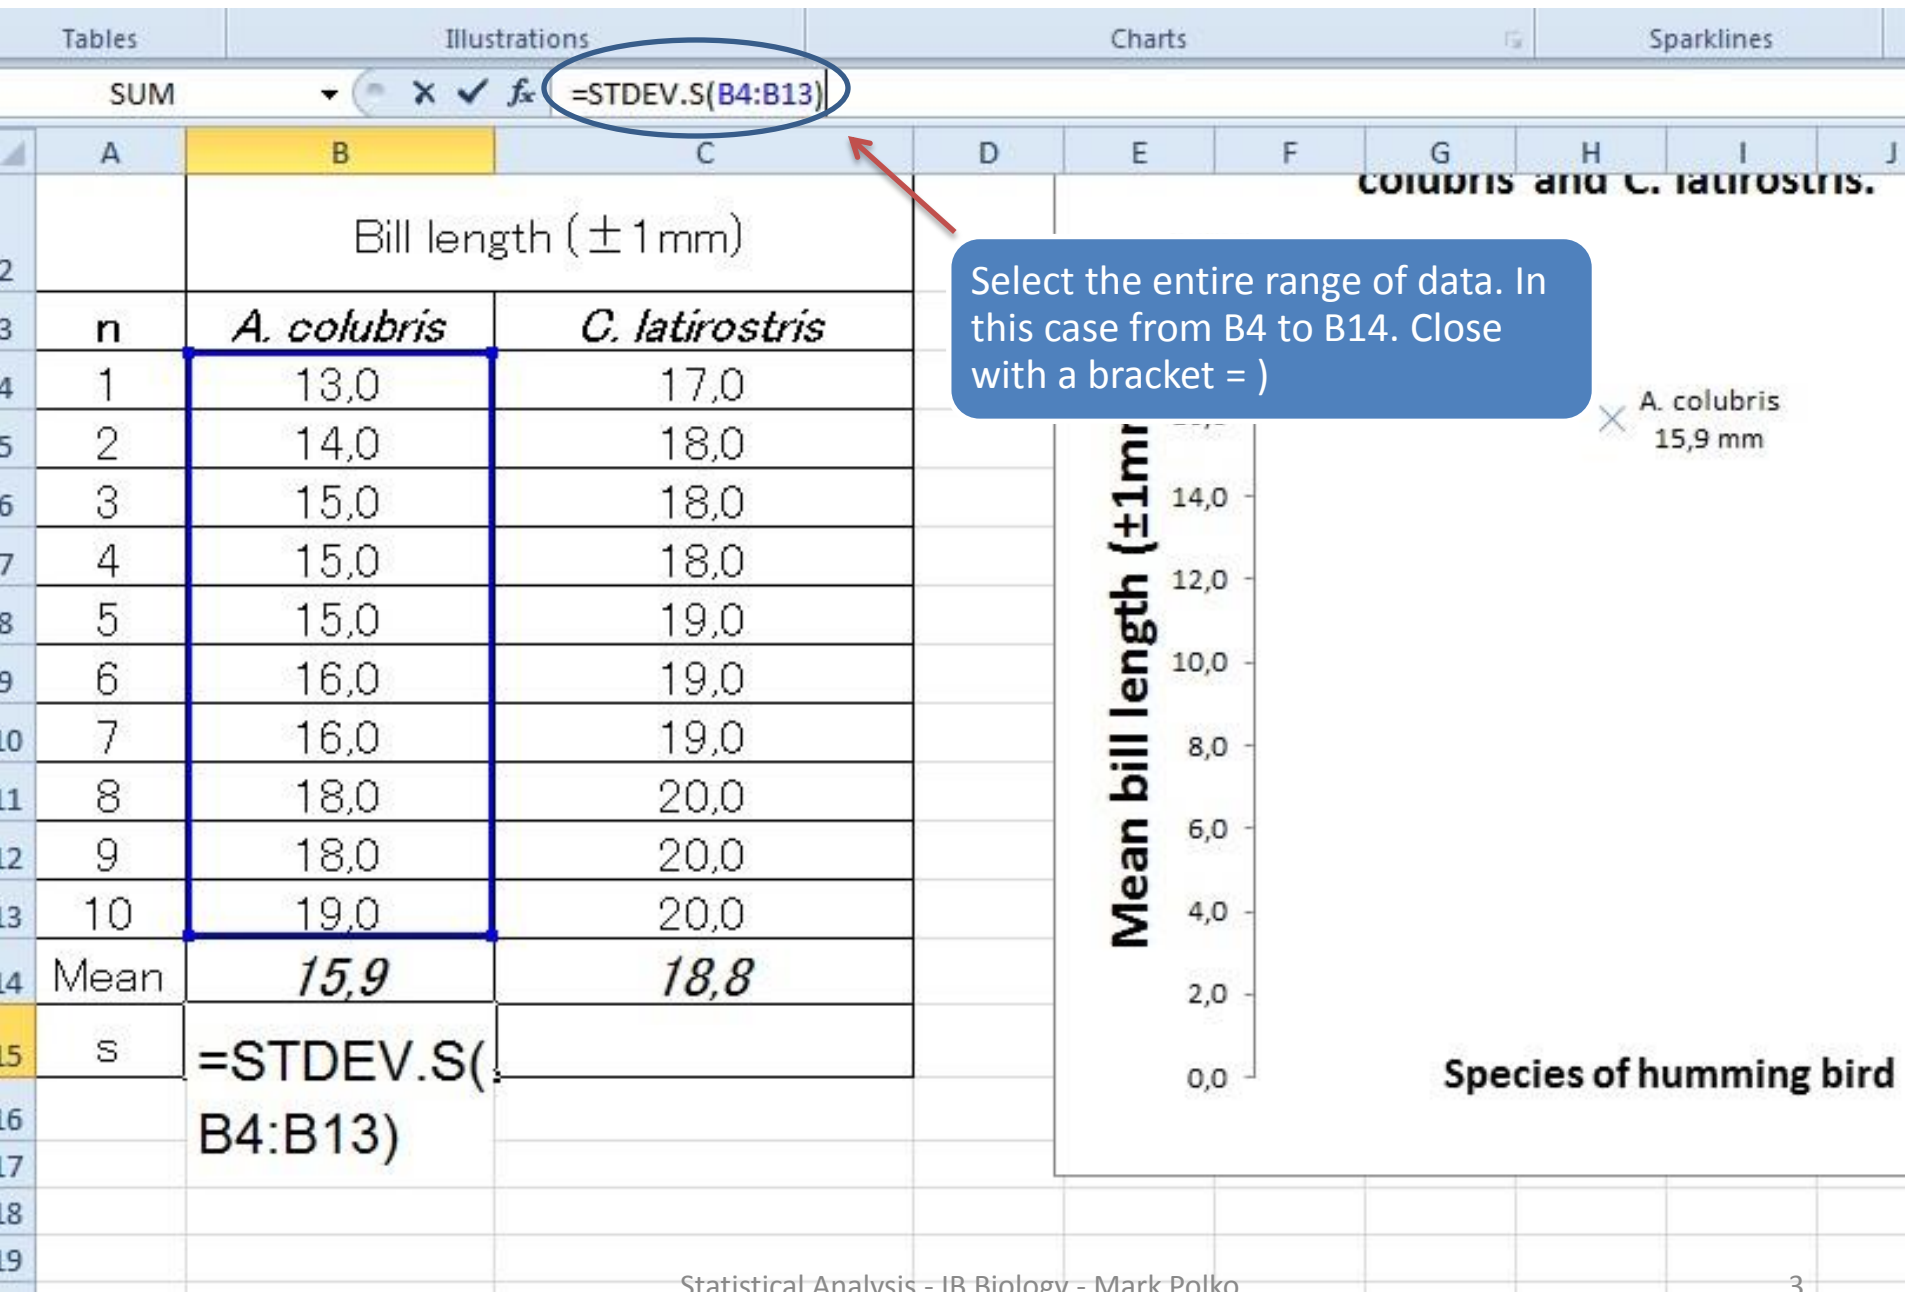 Tables Illustrations Charts Sparklines
SUM fx =STDEV.S(B4:B13)
A B C D E F G H I J
colubris and C. latirostris.
2 Bill length (±1mm)
3 n A. colubris C. latirostris
4 1 13,0 17,0
5 2 14,0 18,0
6 3 15,0 18,0
7 4 15,0 18,0
8 5 15,0 19,0
9 6 16,0 19,0
10 7 16,0 19,0
11 8 18,0 20,0
12 9 18,0 20,0
13 10 19,0 20,0
14 Mean 15,9 18,8
15 s =STDEV.S(
16 B4:B13)
17
18
19
Select the entire range of data. In
this case from B4 to B14. Close
with a bracket = )
A. colubris
15,9 mm
Mean bill length (±1m
14,0
12,0
10,0
8,0
6,0
4,0
2,0
0,0
Species of humming bird
Statistical Analysis - IB Biology - Mark Polko 3